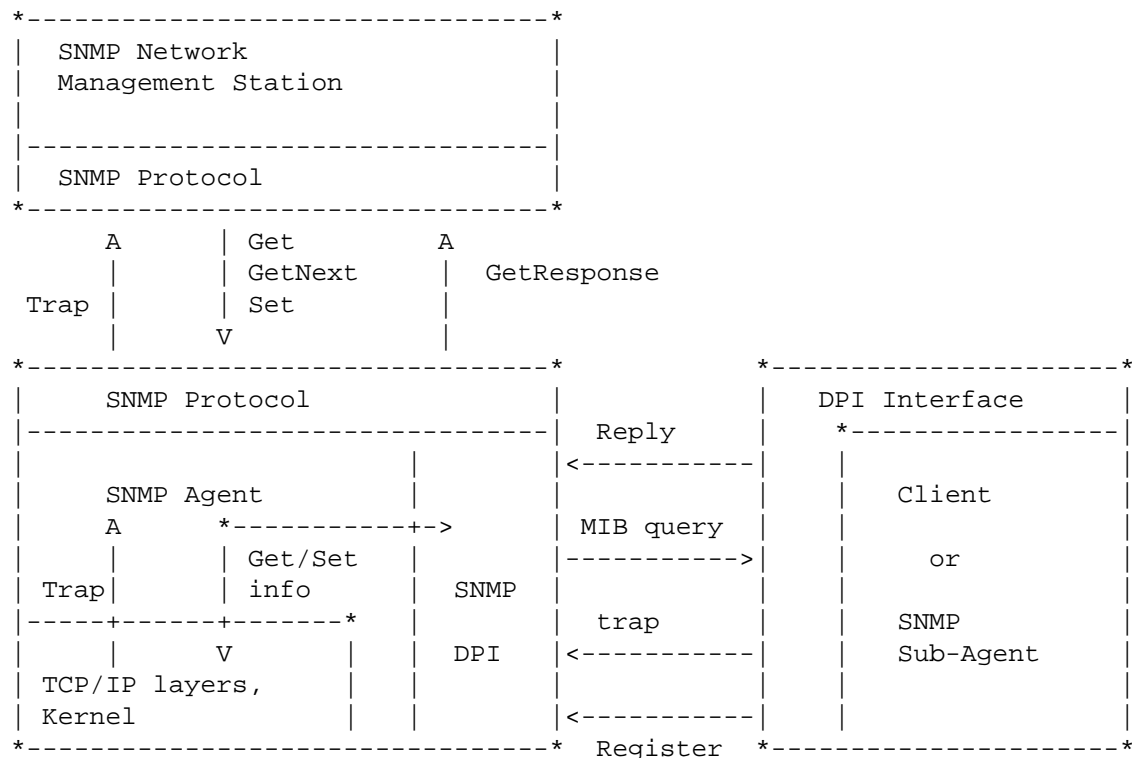 *---------------------------------*
|  SNMP Network                   |
|  Management Station             |
|                                 |
|---------------------------------|
|  SNMP Protocol                  |
*---------------------------------*
      A      | Get          A
      |      | GetNext      |  GetResponse
 Trap |      | Set          |
      |      V              |
*---------------------------------*             *----------------------*
|     SNMP Protocol               |             |   DPI Interface      |
|---------------------------------|  Reply      |    *-----------------|
|                        |        |<-----------|    |                 |
|     SNMP Agent         |        |             |    |   Client        |
|     A      *-----------+->      | MIB query   |    |                 |
|     |      | Get/Set   |        |----------->|    |     or          |
| Trap|      | info      |  SNMP  |             |    |                 |
|-----+------+-------*   |        |  trap       |    |   SNMP          |
|     |      V       |   |  DPI   |<-----------|    |   Sub-Agent     |
| TCP/IP layers,     |   |        |             |    |                 |
| Kernel             |   |        |<-----------|    |                 |
*---------------------------------*  Register   *----------------------*